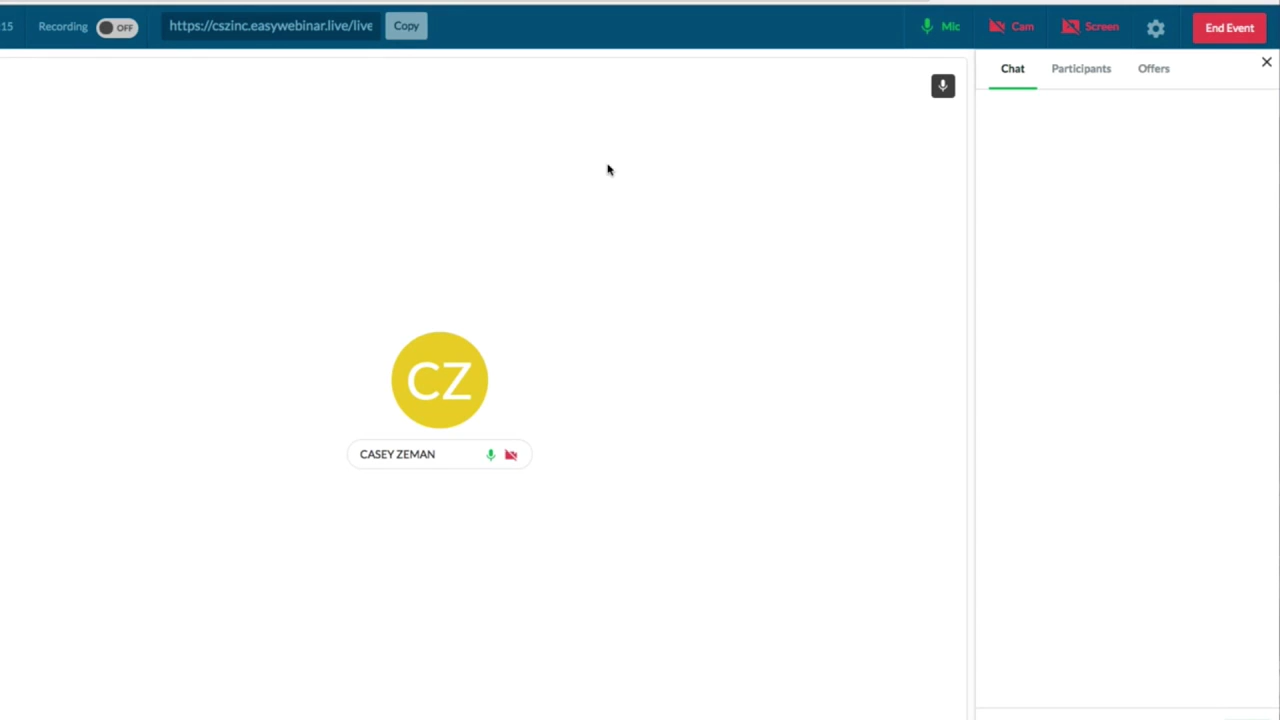 15
Recording OFF
https://cszinc.easywebinar.live/live
Copy
Mic
Cam
Screen
End Event
Chat
Participants
Offers
CZ
CASEY ZEMAN